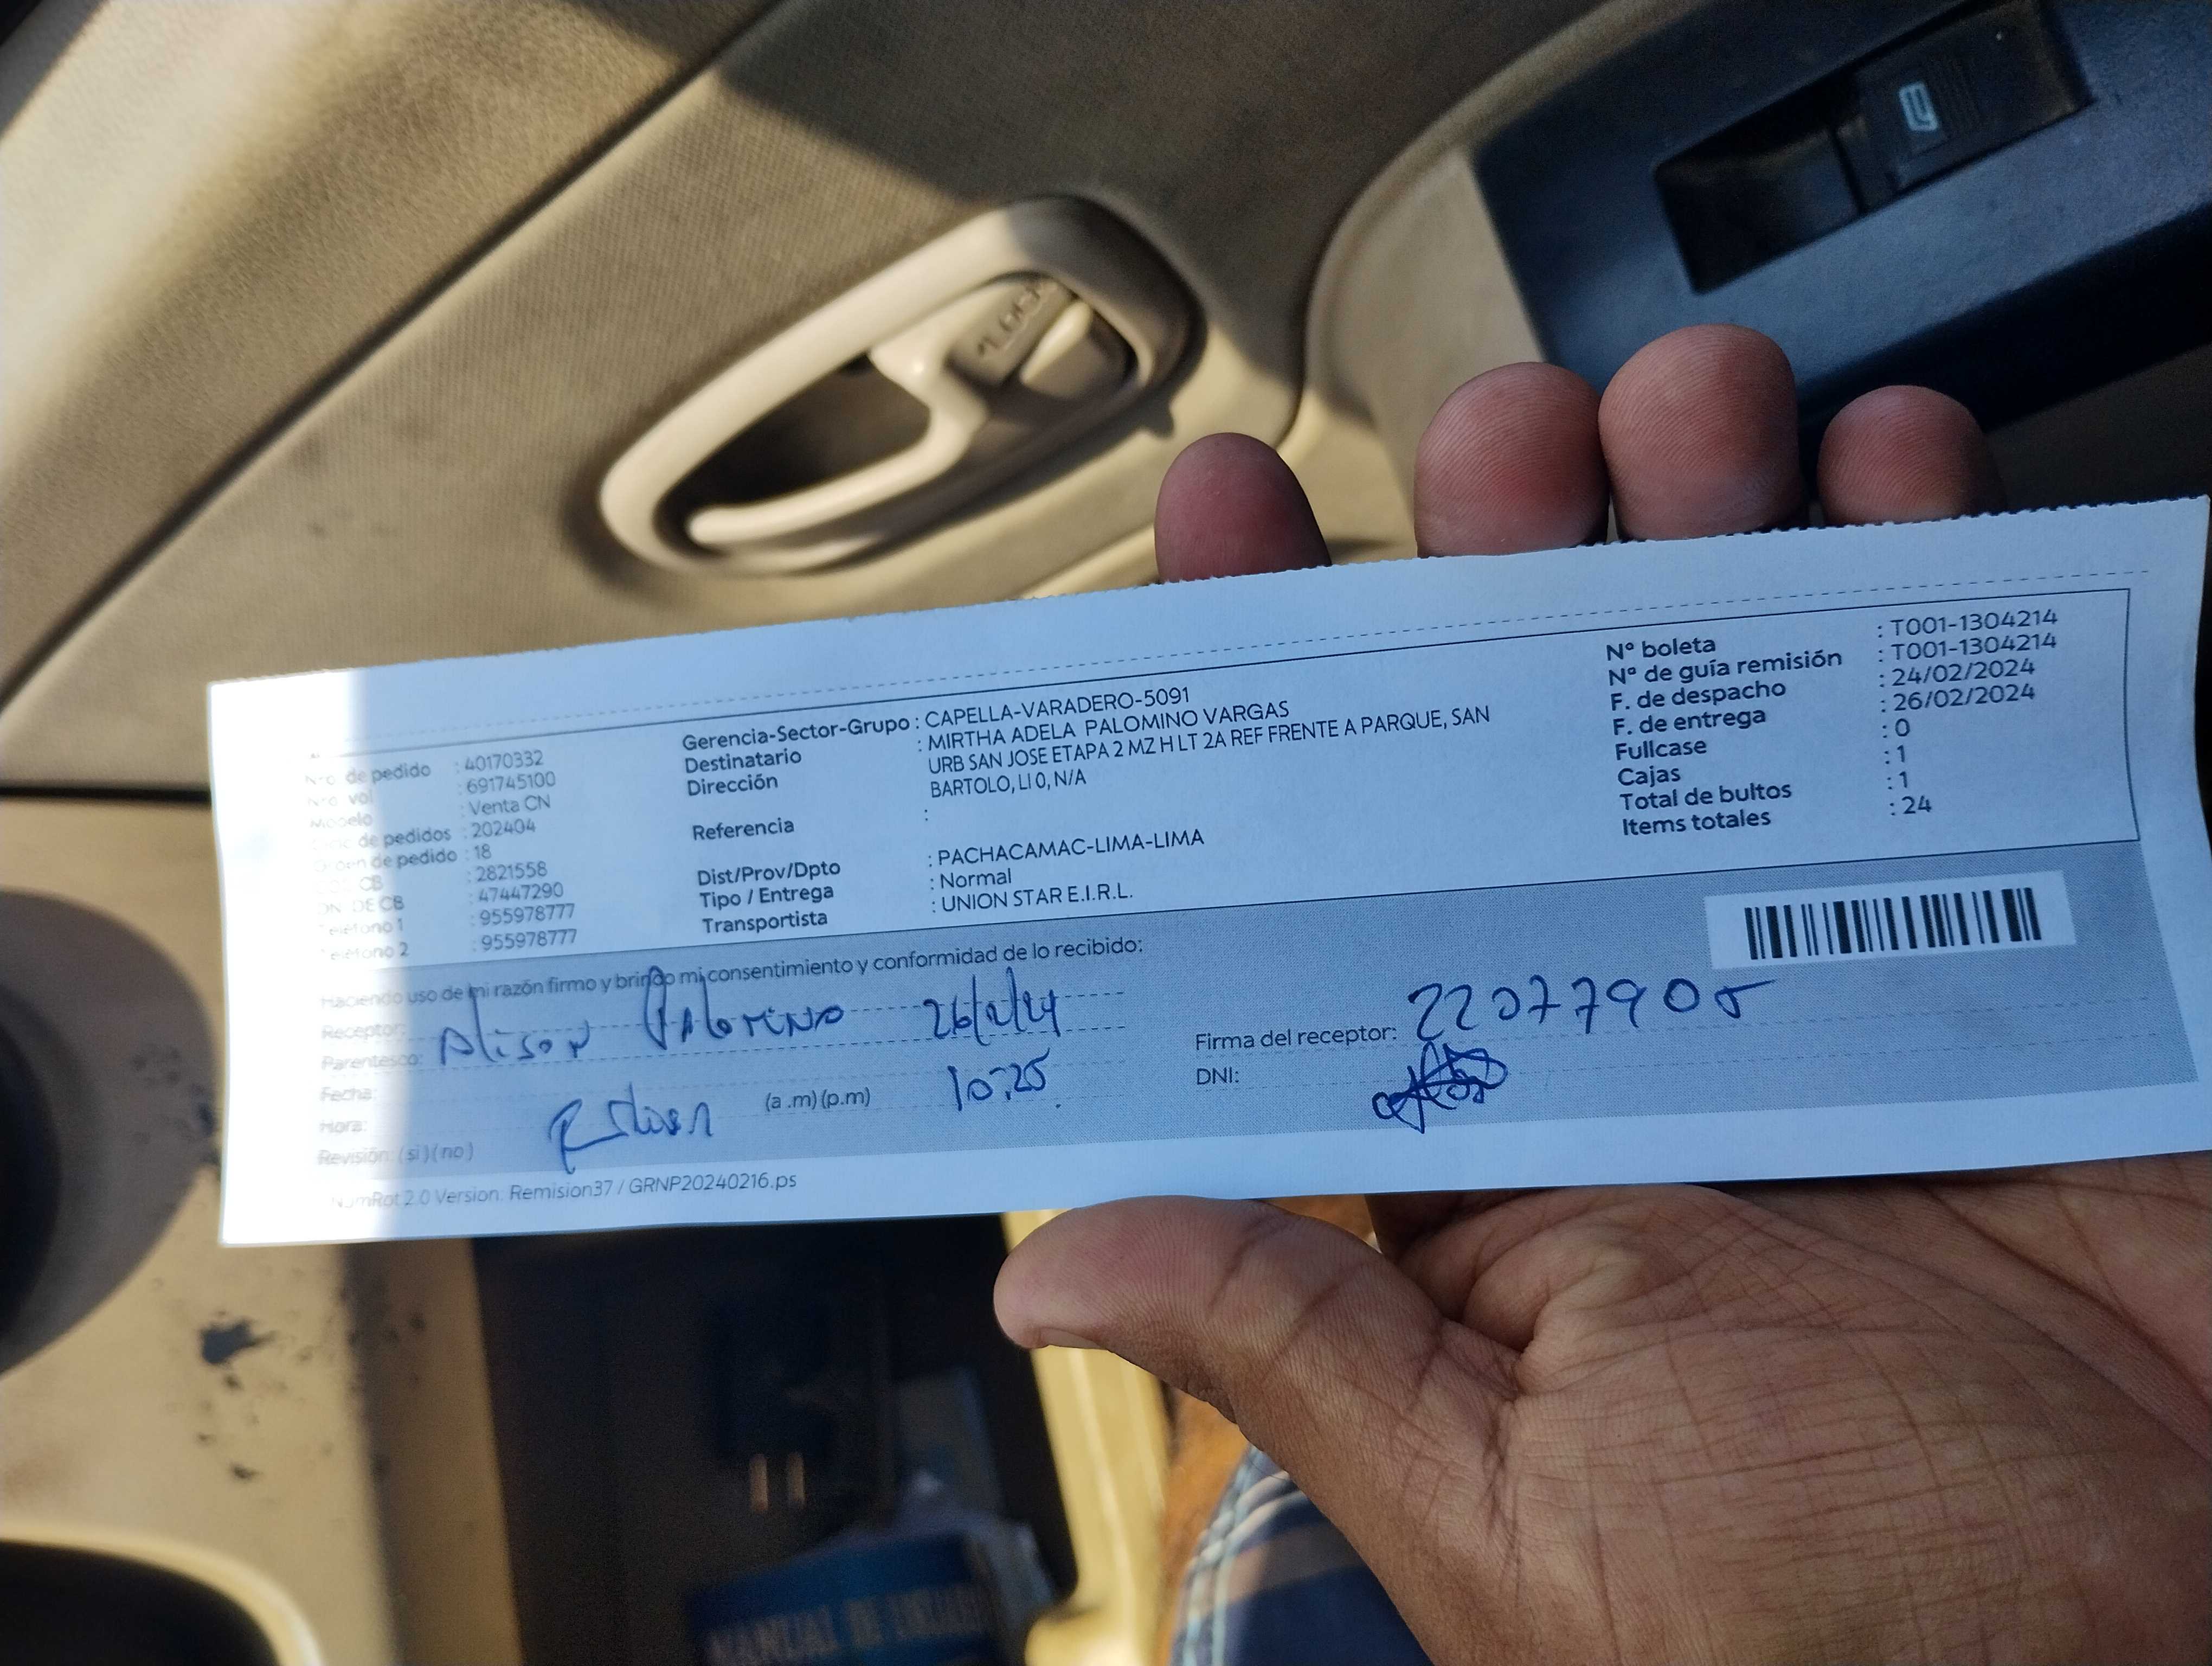 Nro. de pedido : 40170332
Nro. vol : 691745100
Modelo : Venta CN
de pedidos : 202404
Orden de pedido : 18
CB : 2821558
DNI DE CB : 47447290
Teléfono 1 : 955978777
Teléfono 2 : 955978777
Gerencia-Sector-Grupo : CAPELLA-VARADERO-5091
Destinatario : MIRTHA ADELA PALOMINO VARGAS
Dirección URB SAN JOSE ETAPA 2 MZ H LT 2A REF FRENTE A PARQUE, SAN
BARTOLO, LI 0, N/A
Referencia :
Dist/Prov/Dpto : PACHACAMAC-LIMA-LIMA
Tipo / Entrega : Normal
Transportista : UNION STAR E.I.R.L.
Nº boleta : T001-1304214
Nº de guía remisión : T001-1304214
F. de despacho : 24/02/2024
F. de entrega : 26/02/2024
Fullcase : 0
Cajas : 1
Total de bultos : 1
Items totales : 24
Haciendo uso de mi razón firmo y brindo mi consentimiento y conformidad de lo recibido:
Receptor:
Parentesco: Alison Palomino 26/2/24
Fecha:
Hora: (a.m)(p.m) 10:25
Revisión: (si)(no)
Firma del receptor: 22077905
DNI:
NumRot 2.0 Version: Remision37 / GRNP20240216.ps
MANUAL DE